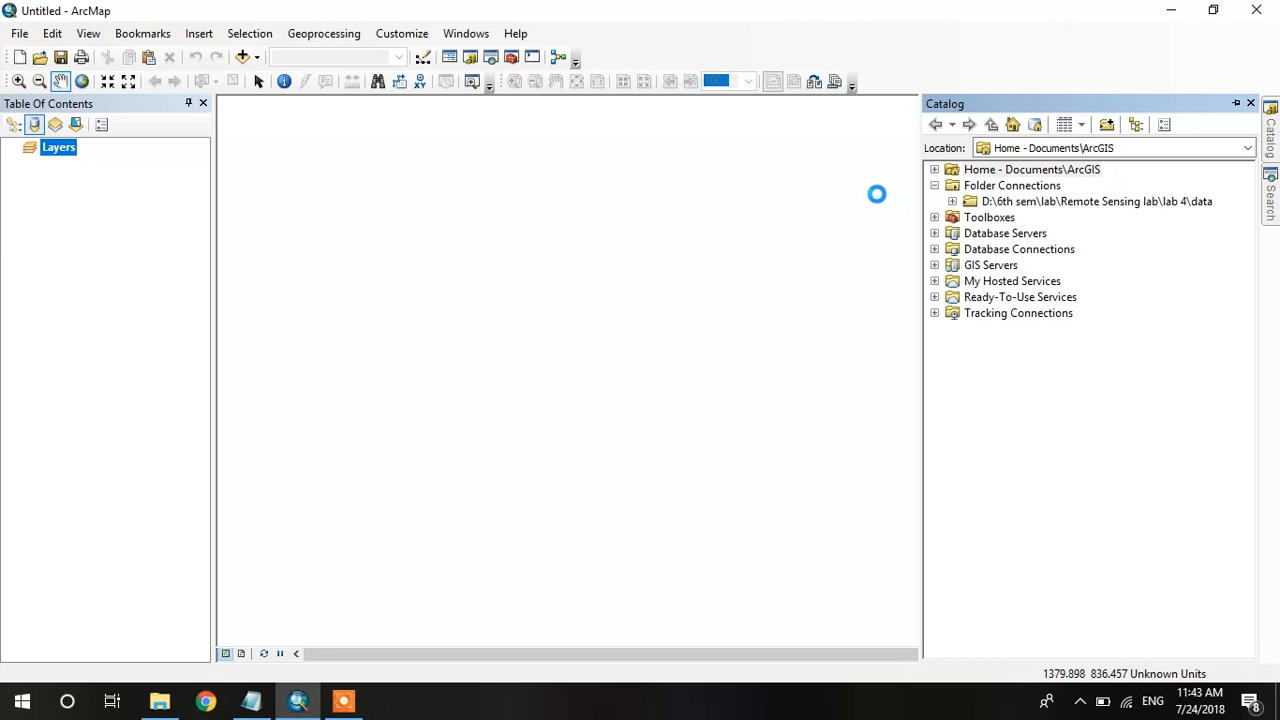 Untitled - ArcMap
File Edit View Bookmarks Insert Selection Geoprocessing Customize Windows Help
Table Of Contents
Layers
Catalog
Location: Home - Documents\ArcGIS
Home - Documents\ArcGIS
Folder Connections
D:\6th sem\lab\Remote Sensing lab\lab 4\data
Toolboxes
Database Servers
Database Connections
GIS Servers
My Hosted Services
Ready-To-Use Services
Tracking Connections
Catalog
Search
1379.898 836.457 Unknown Units
ENG
11:43 AM
7/24/2018
8